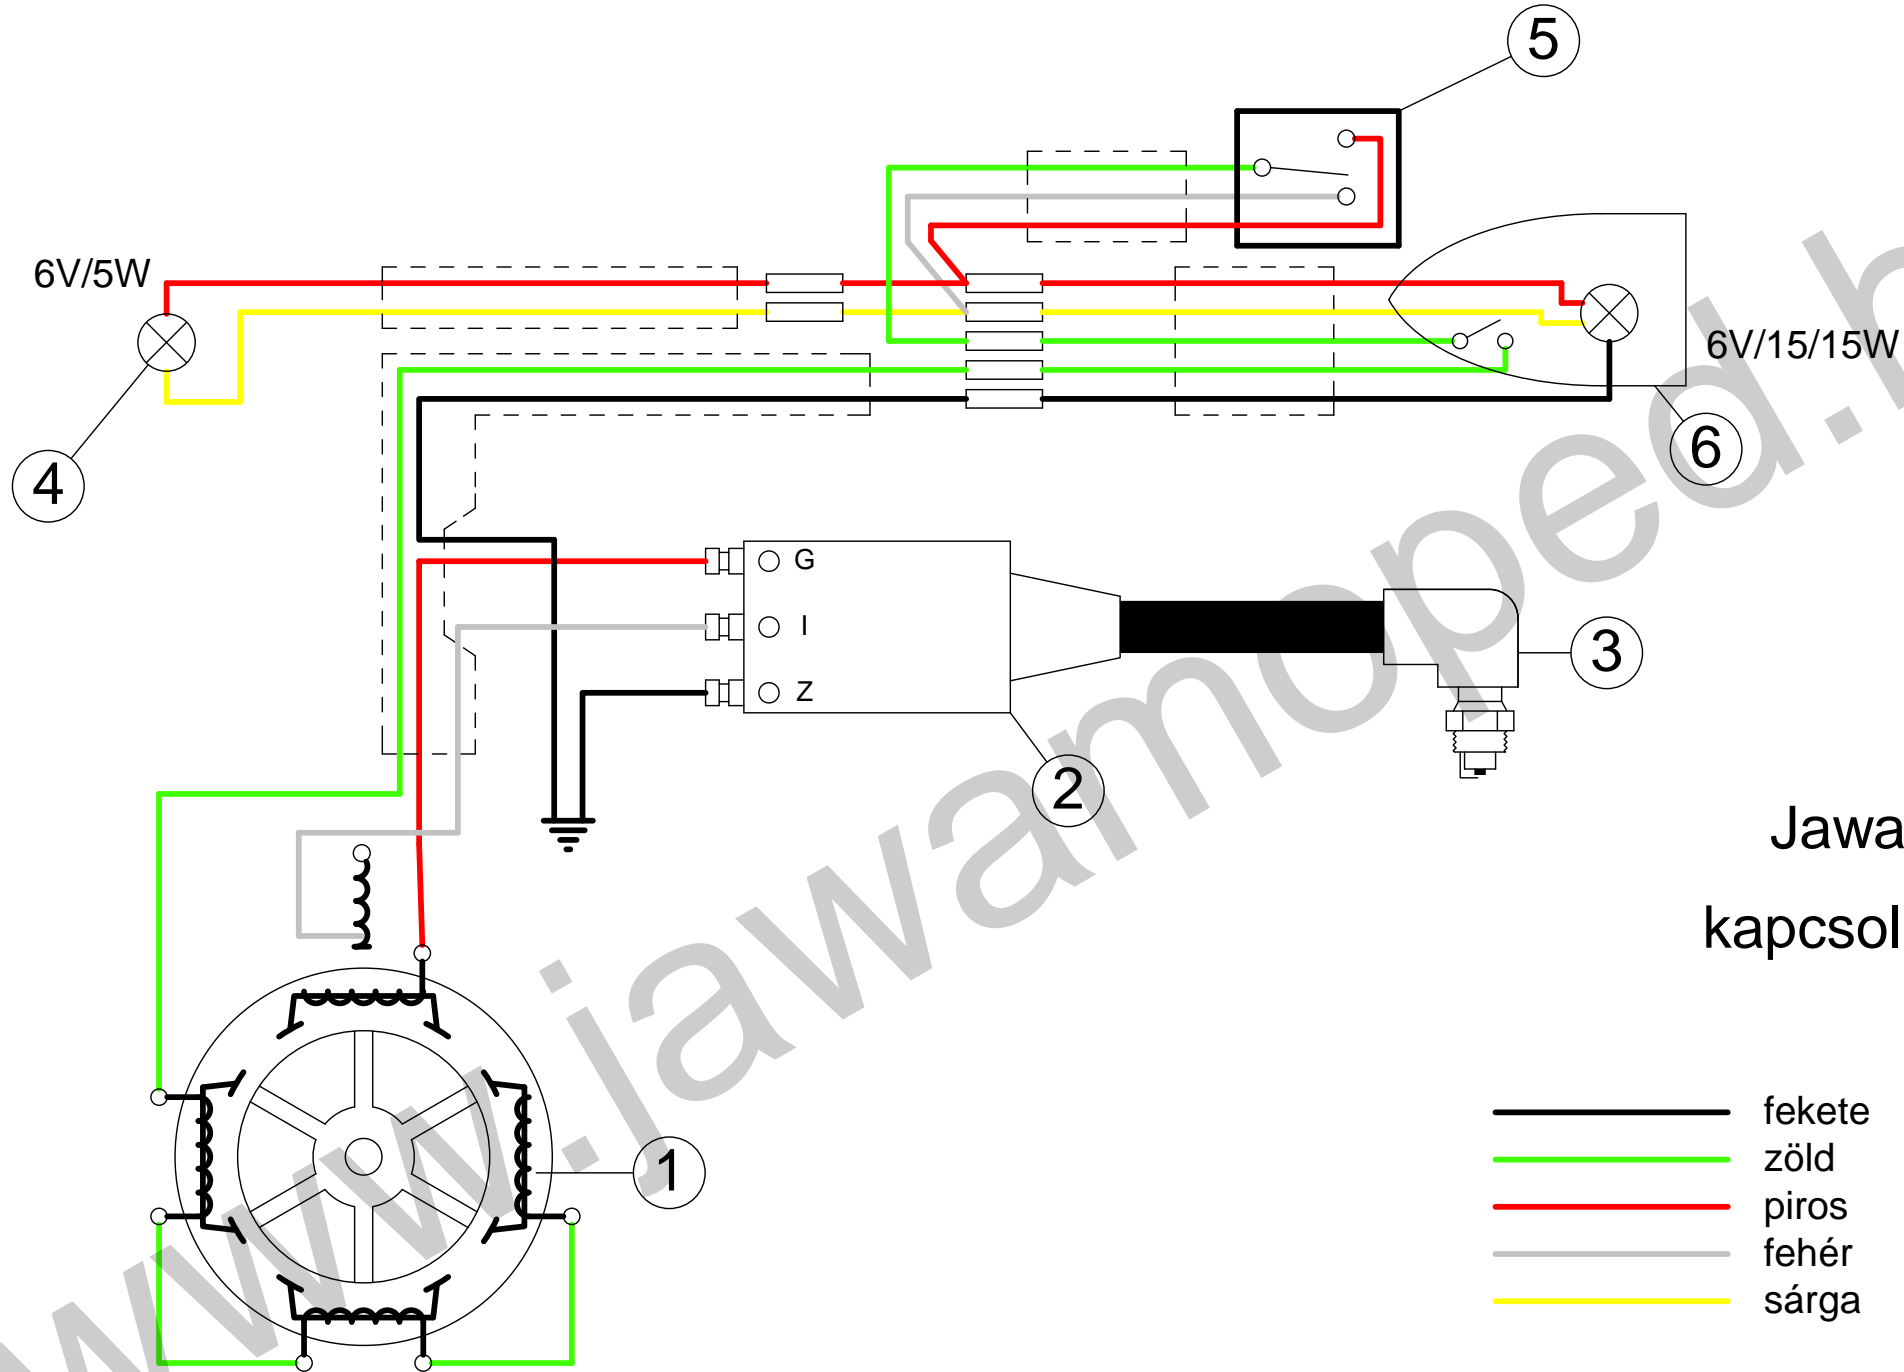 5
6V/5W
6V/15/15W
4
6
G
I
Z
3
2
Jawa
kapcsol
1
fekete
zöld
piros
fehér
sárga
www.jawamoped.h